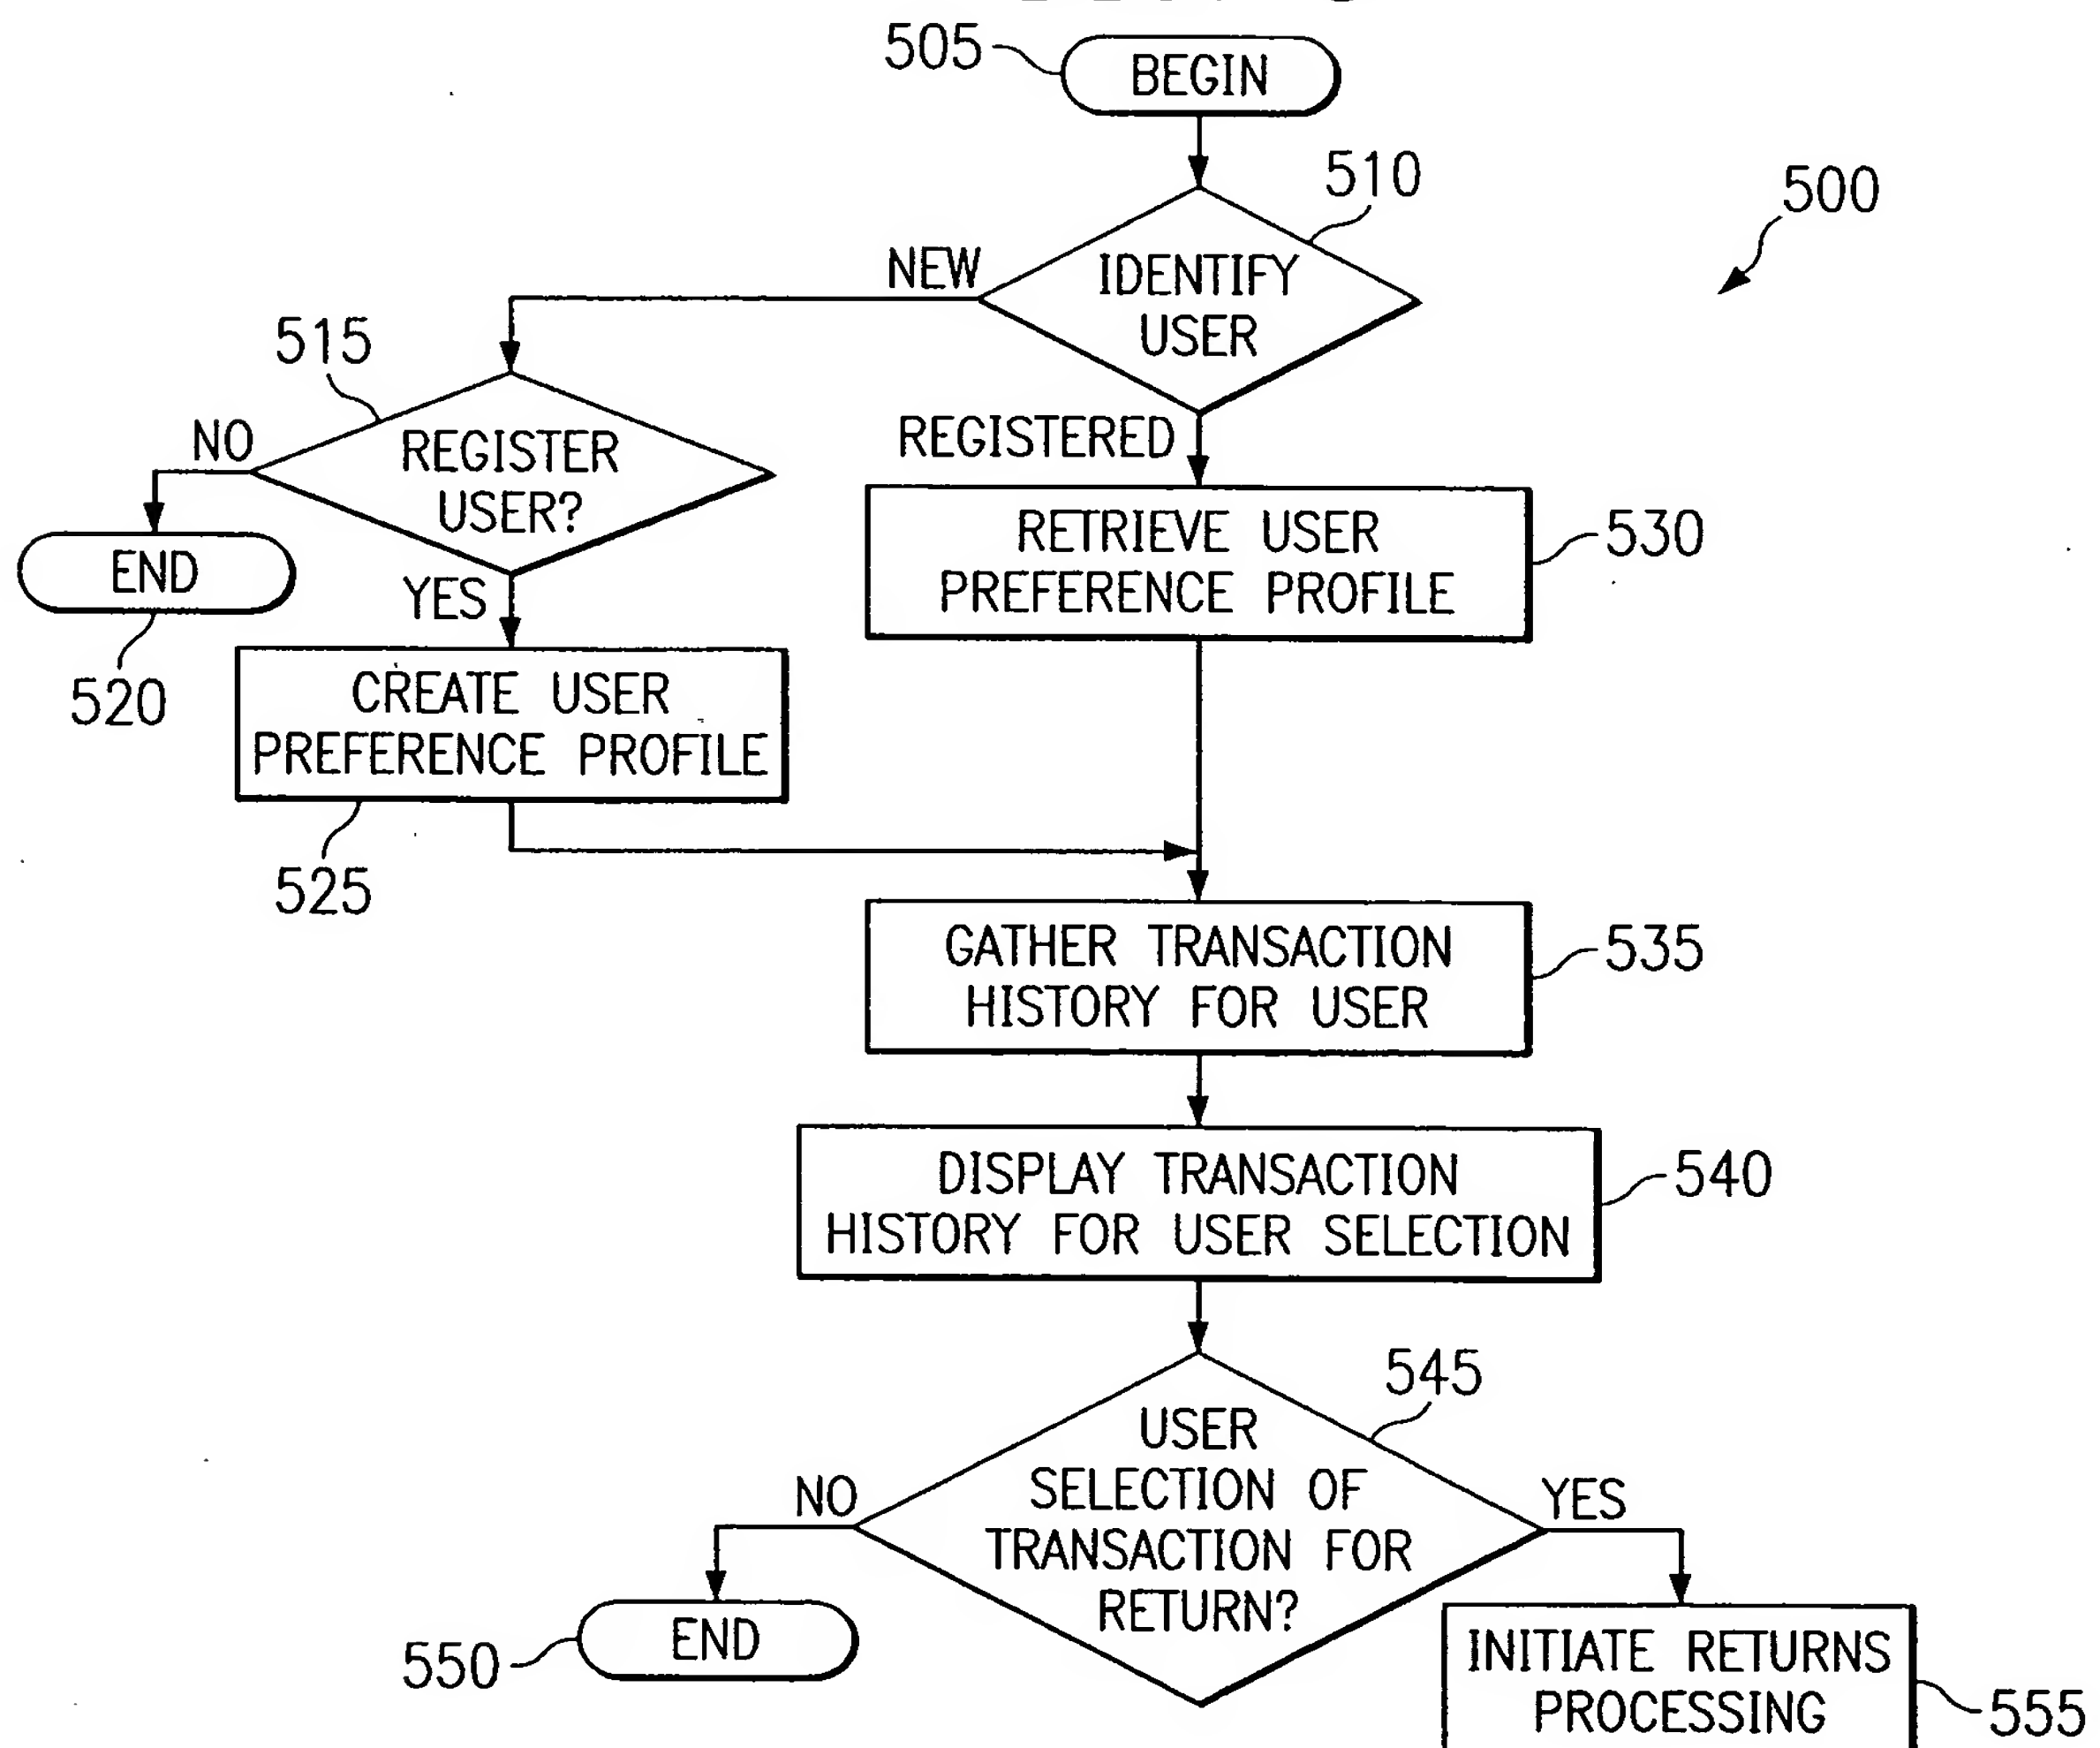 505
BEGIN
510
500
NEW
IDENTIFY
USER
515
NO
REGISTER
USER?
REGISTERED
END
YES
RETRIEVE USER
PREFERENCE PROFILE
530
520
CREATE USER
PREFERENCE PROFILE
525
GATHER TRANSACTION
HISTORY FOR USER
535
DISPLAY TRANSACTION
HISTORY FOR USER SELECTION
540
545
USER
SELECTION OF
TRANSACTION FOR
RETURN?
NO
YES
END
550
INITIATE RETURNS
PROCESSING
555